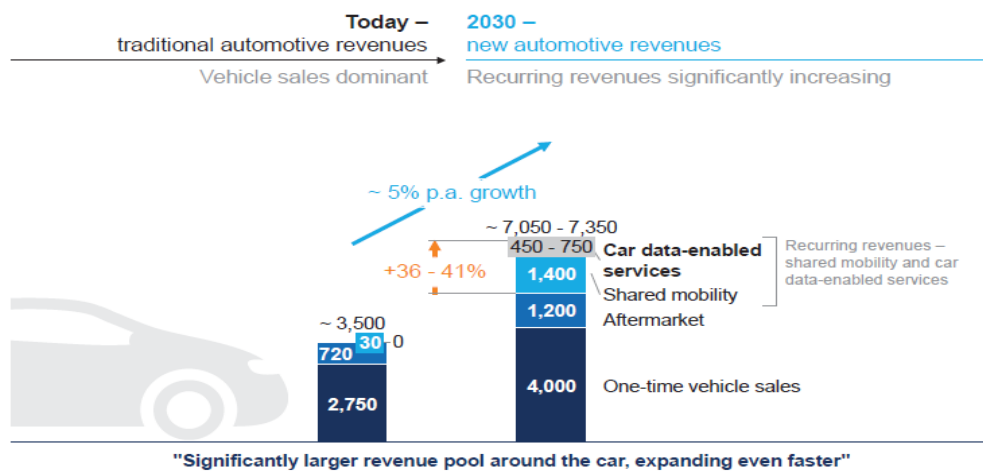 Today –
traditional automotive revenues
Vehicle sales dominant
2030 –
new automotive revenues
Recurring revenues significantly increasing
~ 5% p.a. growth
~ 7,050 - 7,350
450 - 750
Car data-enabled
services
Recurring revenues –
shared mobility and car
data-enabled services
+36 - 41%
1,400
Shared mobility
1,200
Aftermarket
~ 3,500
30
0
720
2,750
4,000
One-time vehicle sales
"Significantly larger revenue pool around the car, expanding even faster"